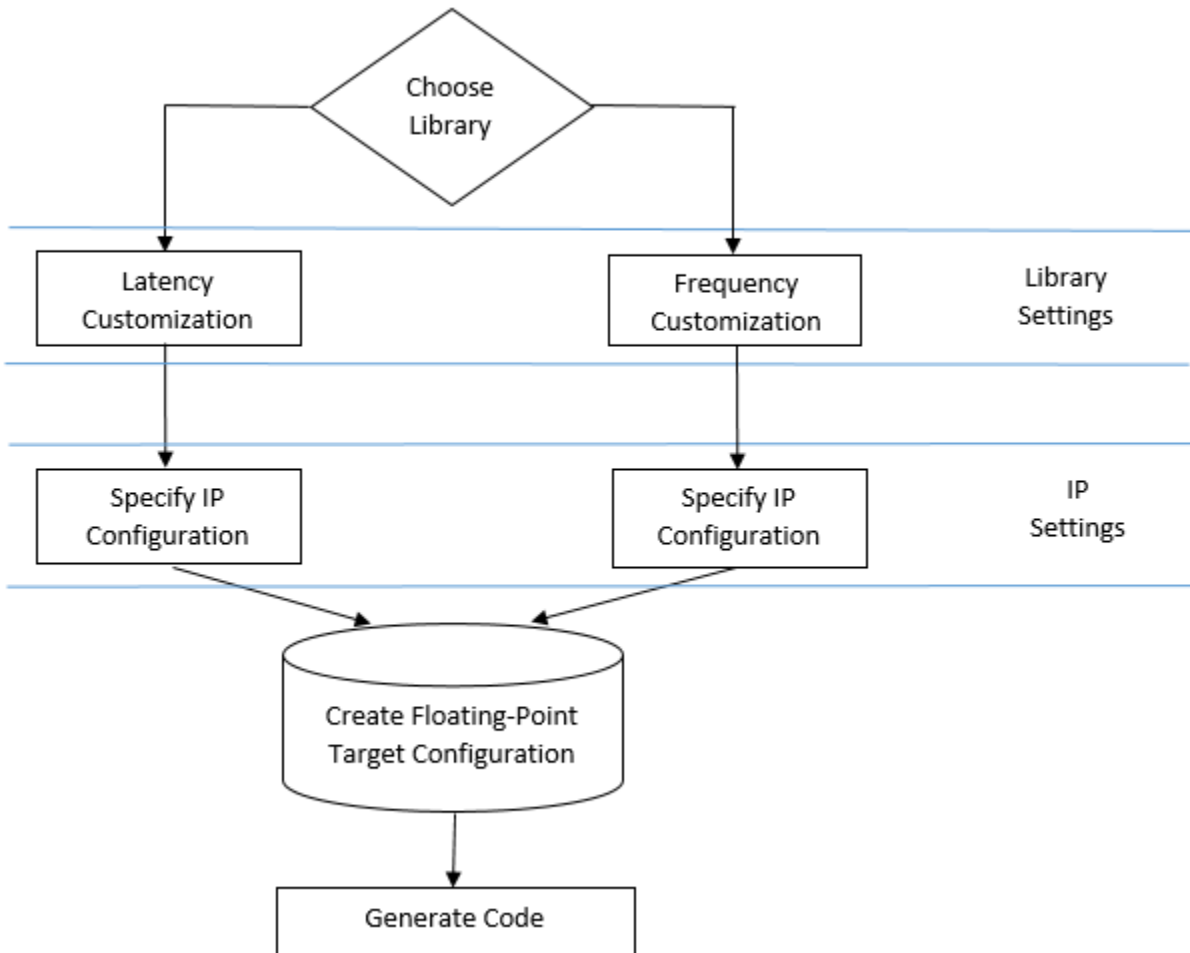 Choose
Library
Latency
Customization
Frequency
Customization
Library
Settings
Specify IP
Configuration
Specify IP
Configuration
IP
Settings
Create Floating-Point
Target Configuration
Generate Code